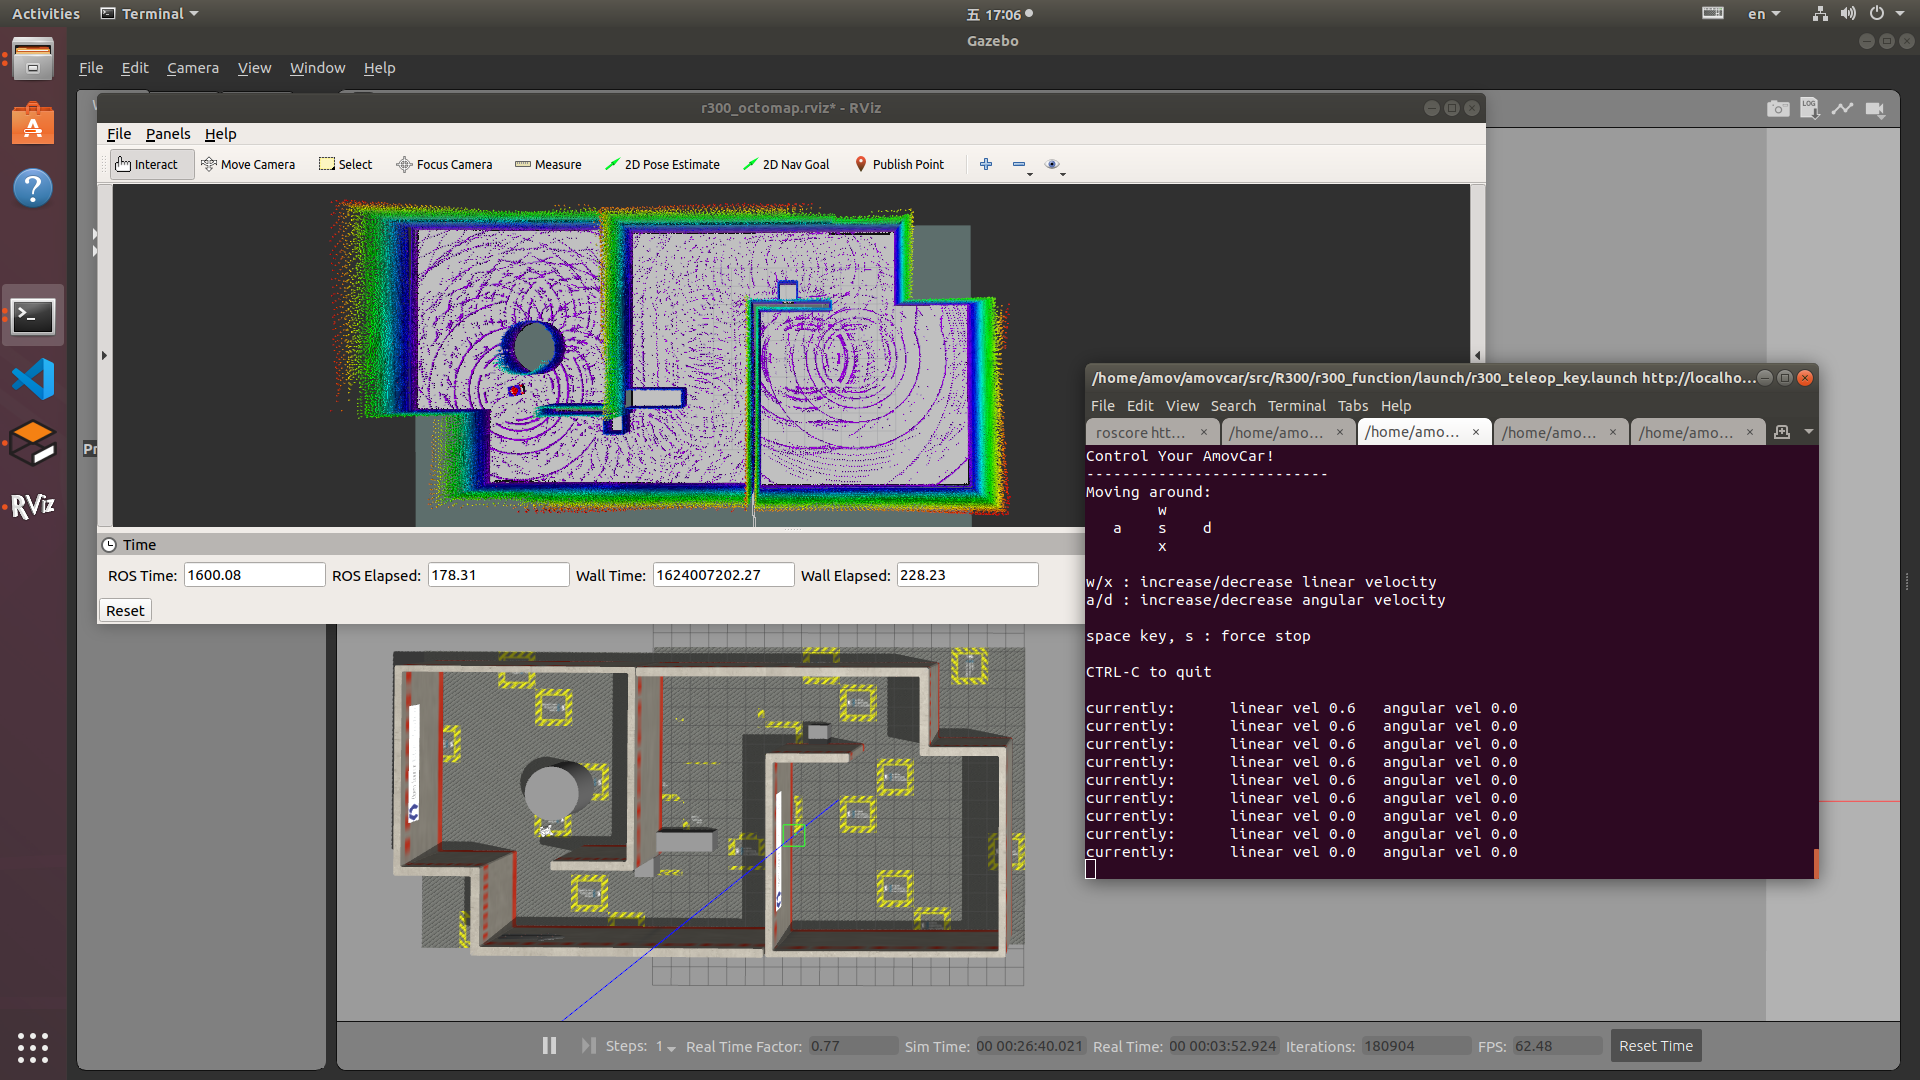 Activities
Terminal
五 17:06
en
Gazebo
File Edit Camera View Window Help
r300_octomap.rviz* - RViz
LOG
File Panels Help
Interact Move Camera Select Focus Camera Measure 2D Pose Estimate 2D Nav Goal Publish Point
Time
ROS Time: 1600.08 ROS Elapsed: 178.31 Wall Time: 1624007202.27 Wall Elapsed: 228.23
Reset
RViz
Pr
/home/amov/amovcar/src/R300/r300_function/launch/r300_teleop_key.launch http://localho...
File Edit View Search Terminal Tabs Help
roscore htt... × /home/amo... × /home/amo... × /home/amo... × /home/amo... ×
Control Your AmovCar!
---------------------------
Moving around:
w
a s d
x
w/x : increase/decrease linear velocity
a/d : increase/decrease angular velocity
space key, s : force stop
CTRL-C to quit
currently: linear vel 0.6 angular vel 0.0
currently: linear vel 0.6 angular vel 0.0
currently: linear vel 0.6 angular vel 0.0
currently: linear vel 0.6 angular vel 0.0
currently: linear vel 0.6 angular vel 0.0
currently: linear vel 0.6 angular vel 0.0
currently: linear vel 0.0 angular vel 0.0
currently: linear vel 0.0 angular vel 0.0
currently: linear vel 0.0 angular vel 0.0
Steps: 1 Real Time Factor: 0.77 Sim Time: 00 00:26:40.021 Real Time: 00 00:03:52.924 Iterations: 180904 FPS: 62.48 Reset Time